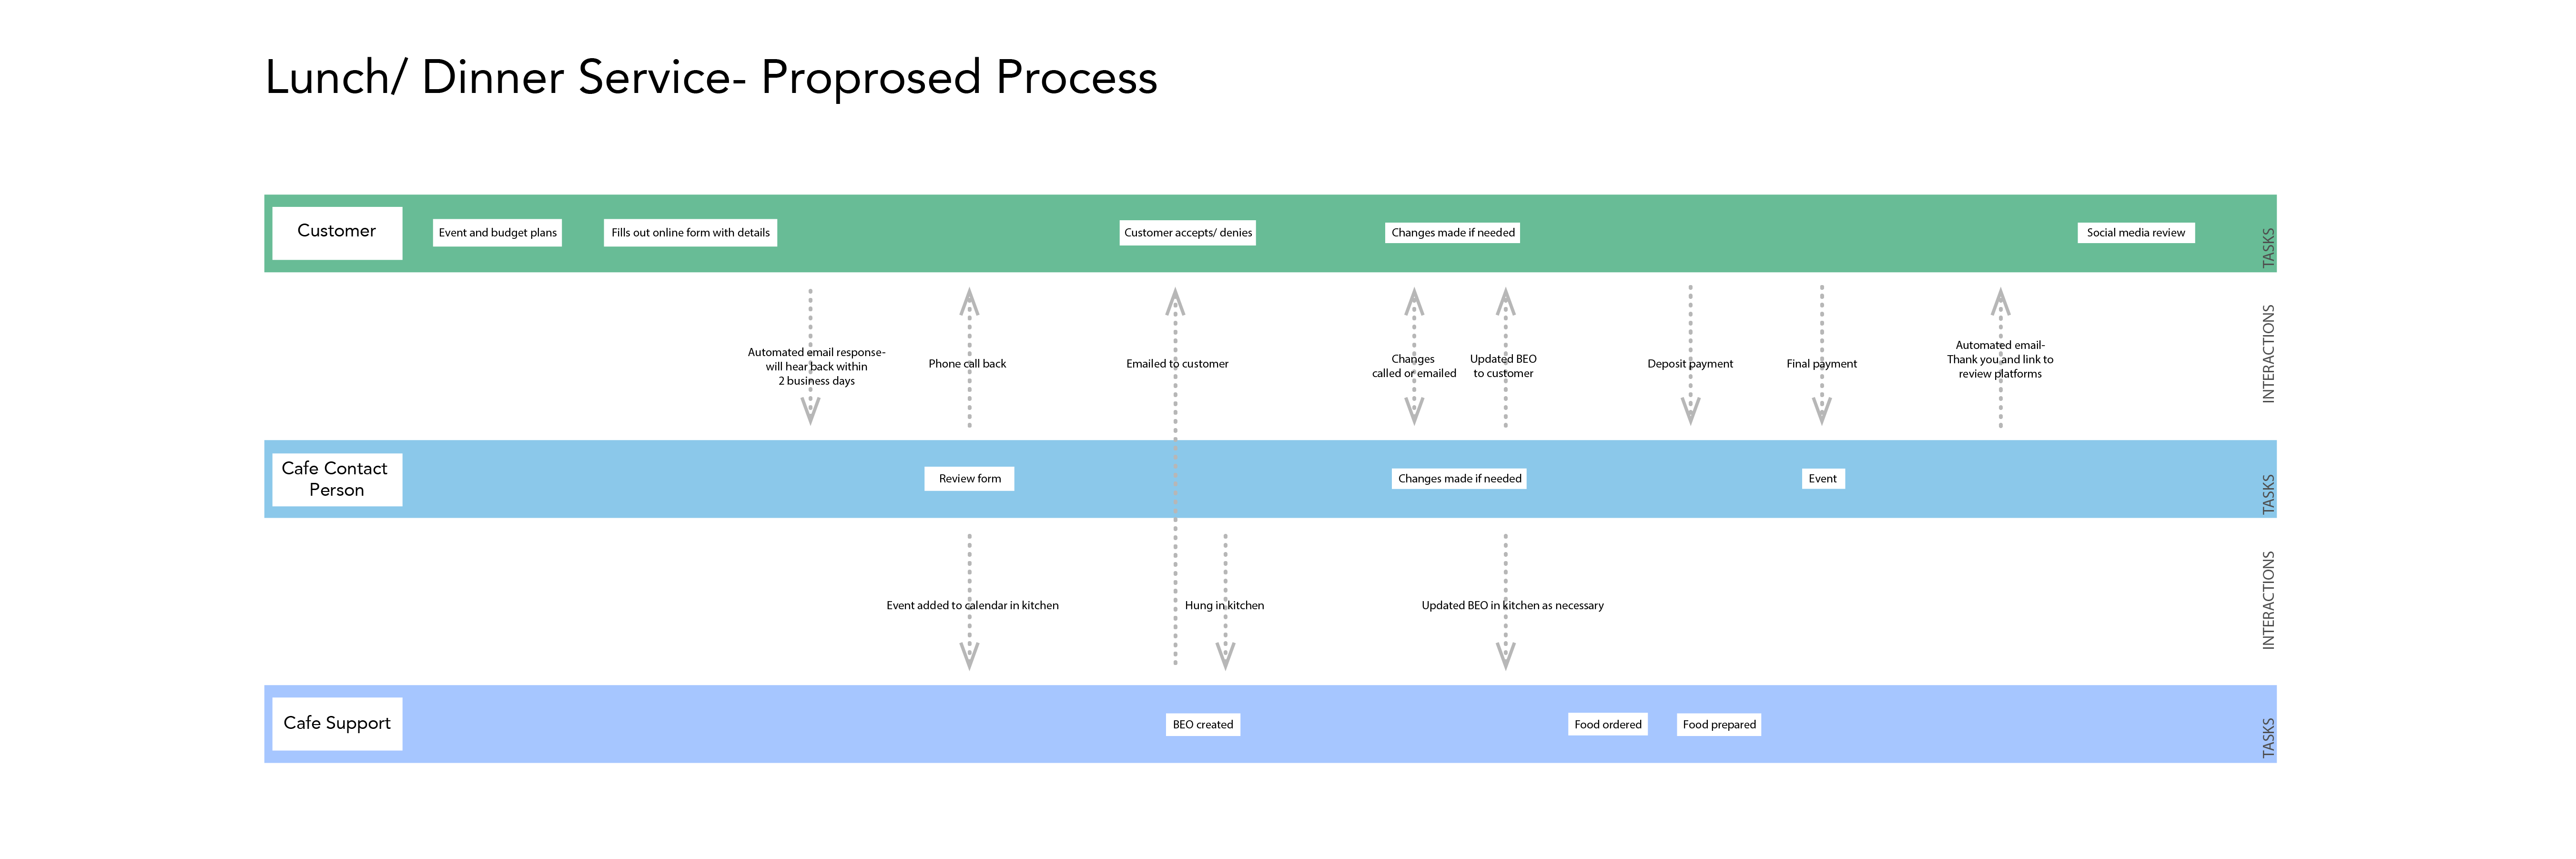 Lunch/ Dinner Service- Proprosed Process
Customer
Event and budget plans
Fills out online form with details
Customer accepts/ denies
Changes made if needed
Social media review
TASKS
Automated email response-
will hear back within
2 business days
Phone call back
Emailed to customer
Changes
called or emailed
Updated BEO
to customer
Deposit payment
Final payment
Automated email-
Thank you and link to
review platforms
INTERACTIONS
Cafe Contact
Person
Review form
Changes made if needed
Event
TASKS
Event added to calendar in kitchen
Hung in kitchen
Updated BEO in kitchen as necessary
INTERACTIONS
Cafe Support
BEO created
Food ordered
Food prepared
TASKS